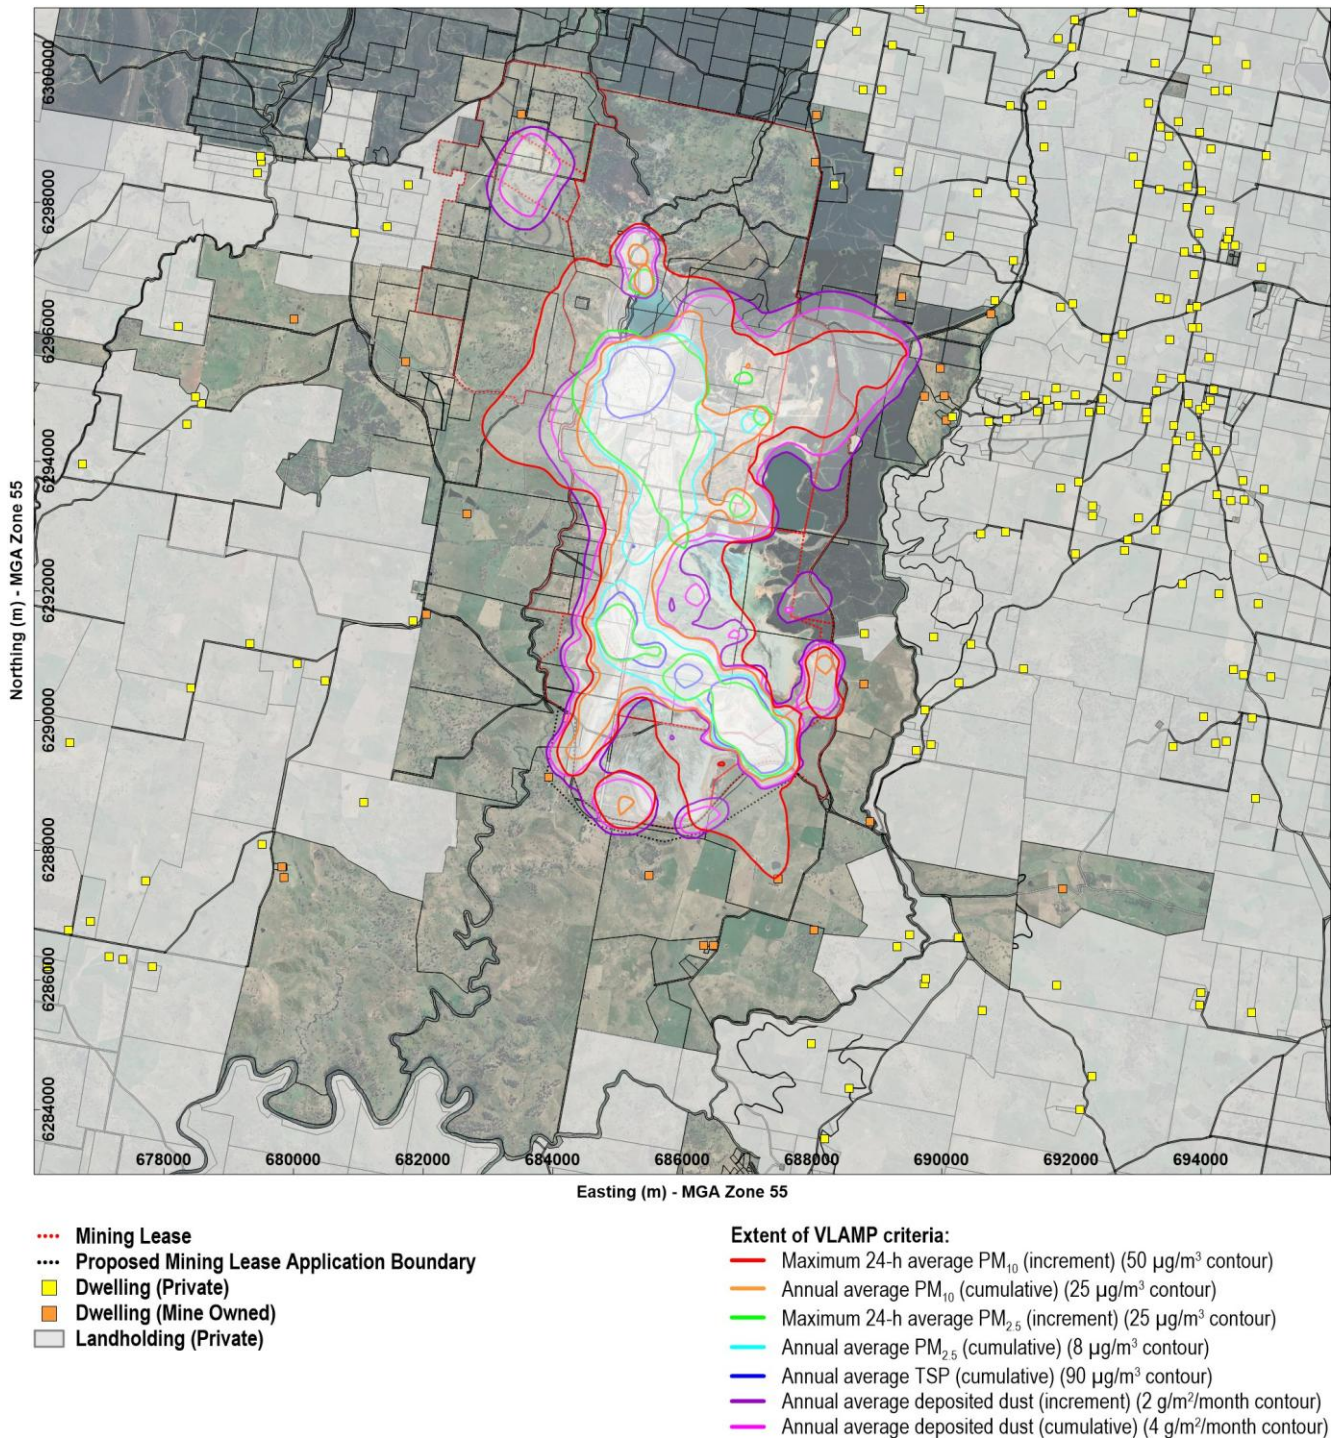 6300000
6298000
6296000
6294000
6292000
6290000
6288000
6286000
6284000
Northing (m) - MGA Zone 55
678000 680000 682000 684000 686000 688000 690000 692000 694000
Easting (m) - MGA Zone 55
Mining Lease
Proposed Mining Lease Application Boundary
Dwelling (Private)
Dwelling (Mine Owned)
Landholding (Private)
Extent of VLAMP criteria:
Maximum 24-h average PM₁₀ (increment) (50 µg/m³ contour)
Annual average PM₁₀ (cumulative) (25 µg/m³ contour)
Maximum 24-h average PM₂.₅ (increment) (25 µg/m³ contour)
Annual average PM₂.₅ (cumulative) (8 µg/m³ contour)
Annual average TSP (cumulative) (90 µg/m³ contour)
Annual average deposited dust (increment) (2 g/m²/month contour)
Annual average deposited dust (cumulative) (4 g/m²/month contour)